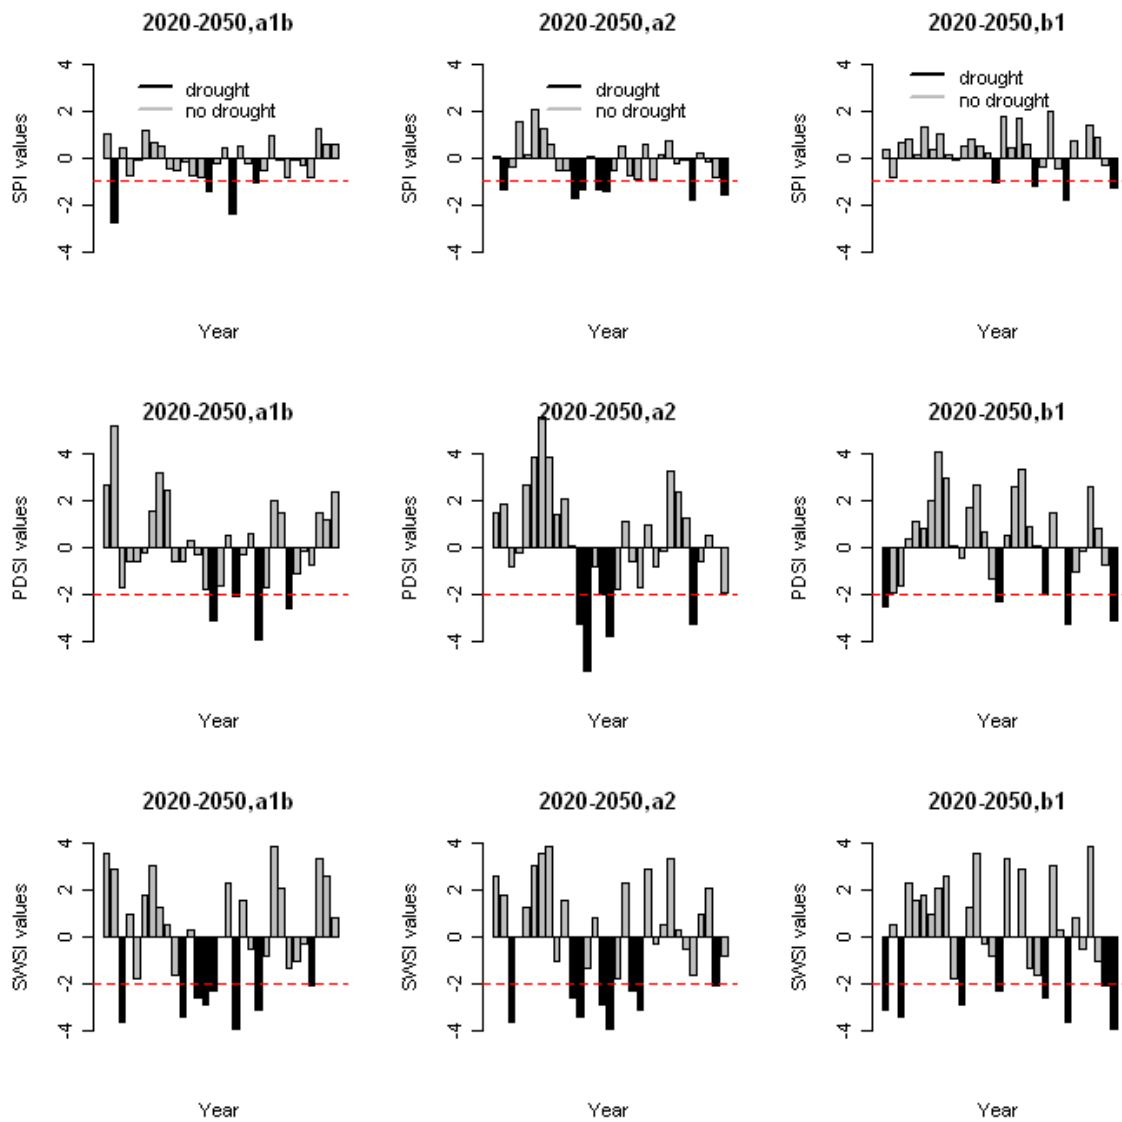 2020-2050,a1b
2020-2050,a2
2020-2050,b1
SPI values
4
2
0
-2
-4
drought
no drought
Year
SPI values
4
2
0
-2
-4
drought
no drought
Year
SPI values
4
2
0
-2
-4
drought
no drought
Year
2020-2050,a1b
2020-2050,a2
2020-2050,b1
PDSI values
4
2
0
-2
-4
Year
PDSI values
4
2
0
-2
-4
Year
PDSI values
4
2
0
-2
-4
Year
2020-2050,a1b
2020-2050,a2
2020-2050,b1
SWSI values
4
2
0
-2
-4
Year
SWSI values
4
2
0
-2
-4
Year
SWSI values
4
2
0
-2
-4
Year